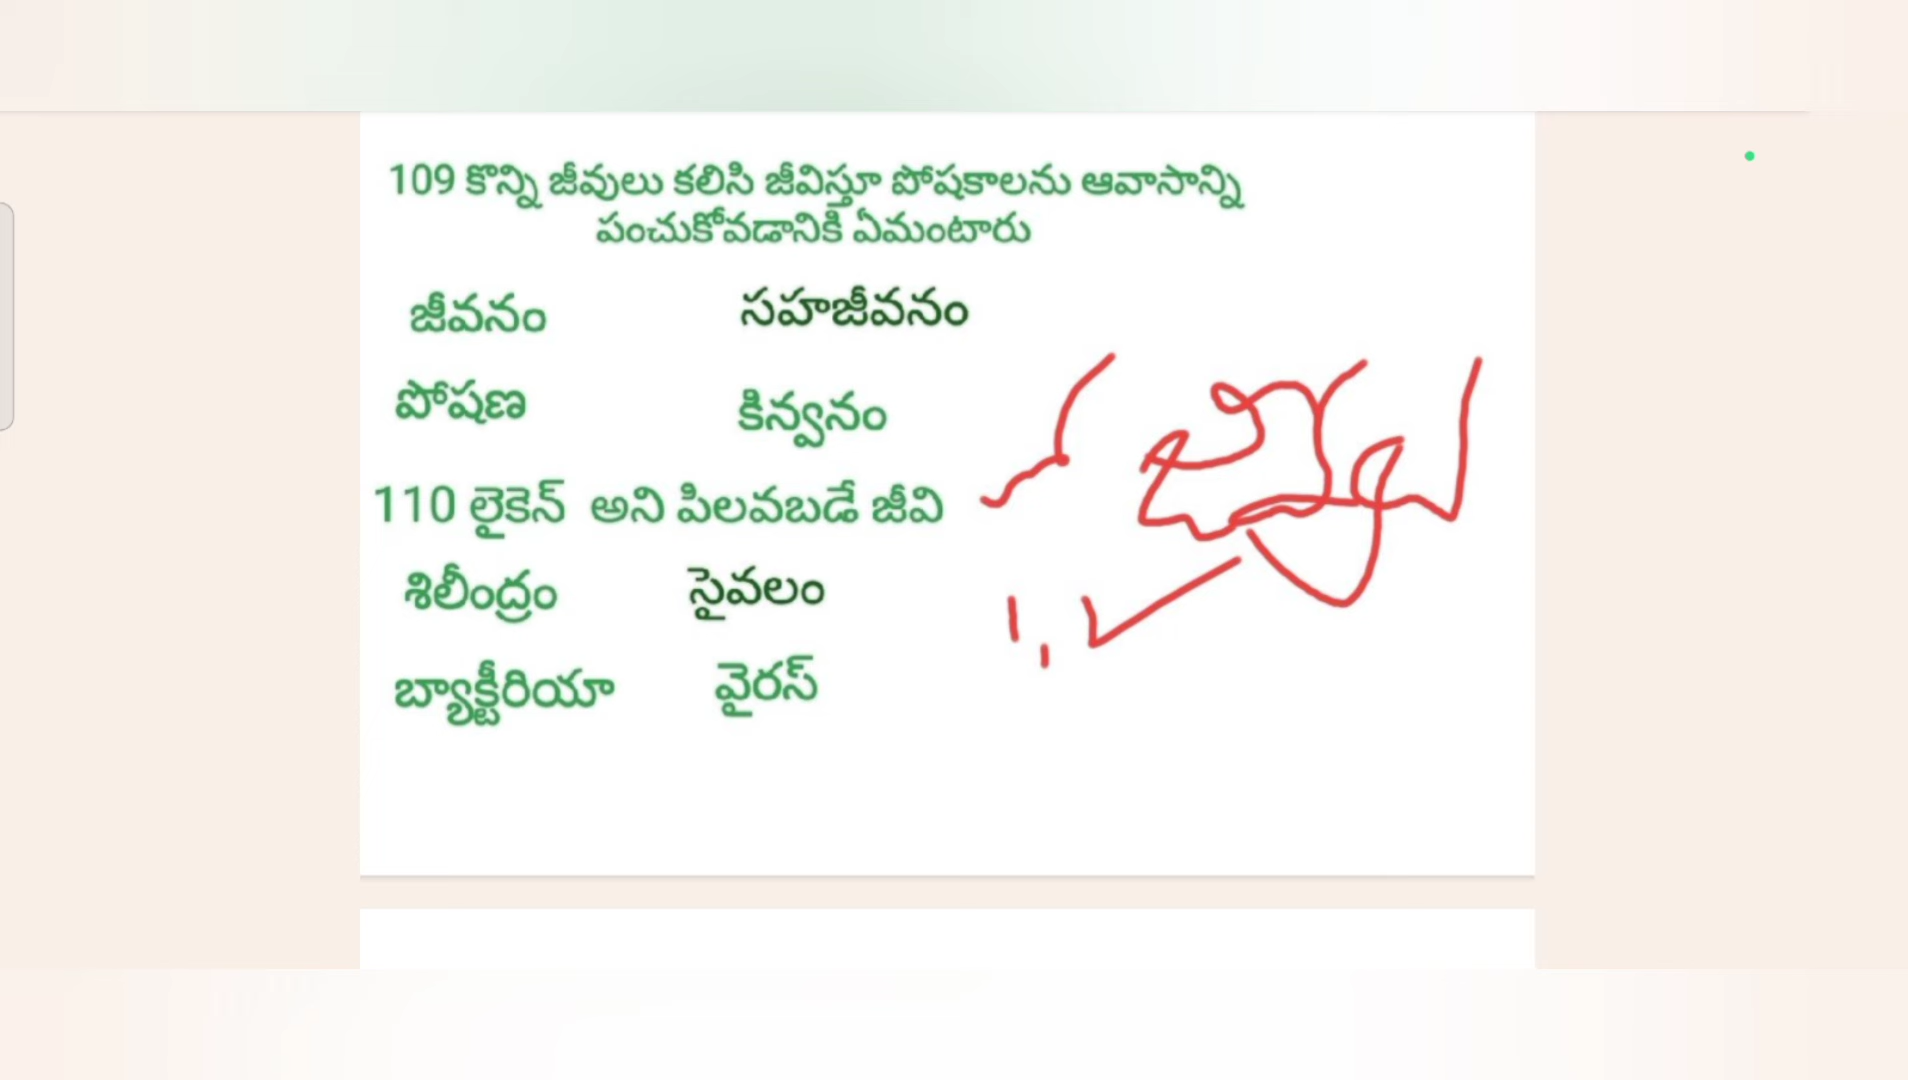 109 కొన్ని జీవులు కలిసి జీవిస్తూ పోషకాలను ఆవాసాన్ని
పంచుకోవడానికి ఏమంటారు
జీవనం సహజీవనం
పోషణ కిన్వనం
110 లైకెన్ అని పిలవబడే జీవి
శిలీంద్రం సైవలం
బ్యాక్టీరియా వైరస్